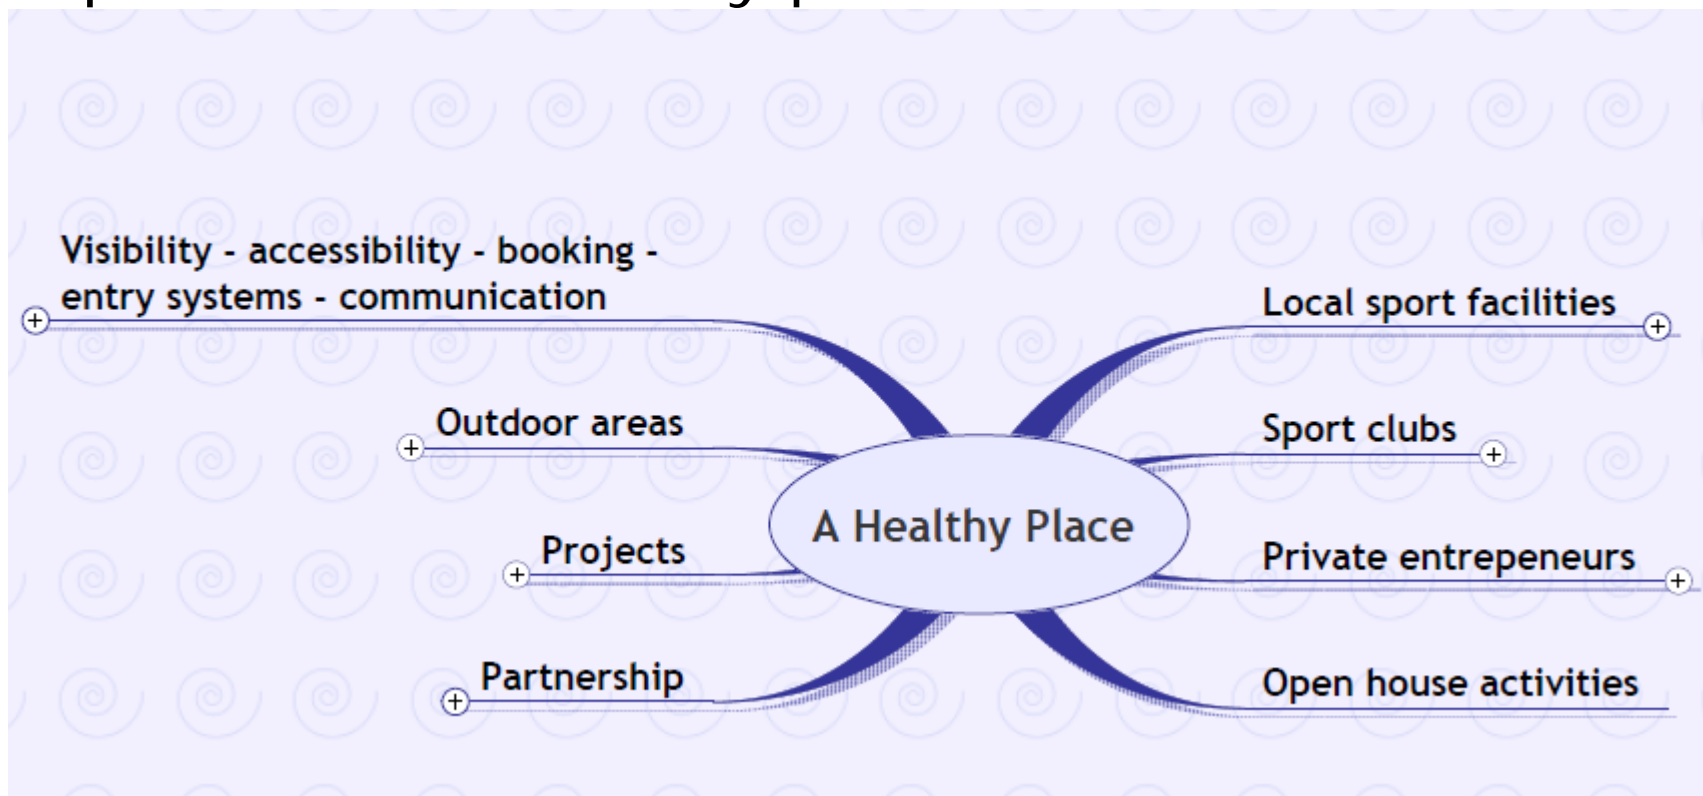 Visibility - accessibility - booking -
entry systems - communication
Outdoor areas
Projects
Partnership
A Healthy Place
Local sport facilities
Sport clubs
Private entrepeneurs
Open house activities